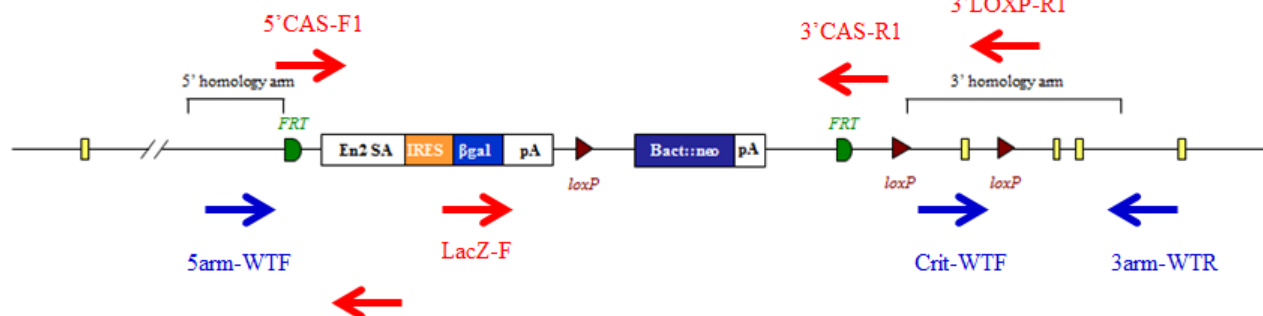 3'LOXP-R1
5'CAS-F1
3'CAS-R1
5' homology arm
3' homology arm
FRT
FRT
En2 SA IRES βgal pA
Bact::neo pA
loxP
loxP
loxP
5arm-WTF
LacZ-F
Crit-WTF
3arm-WTR